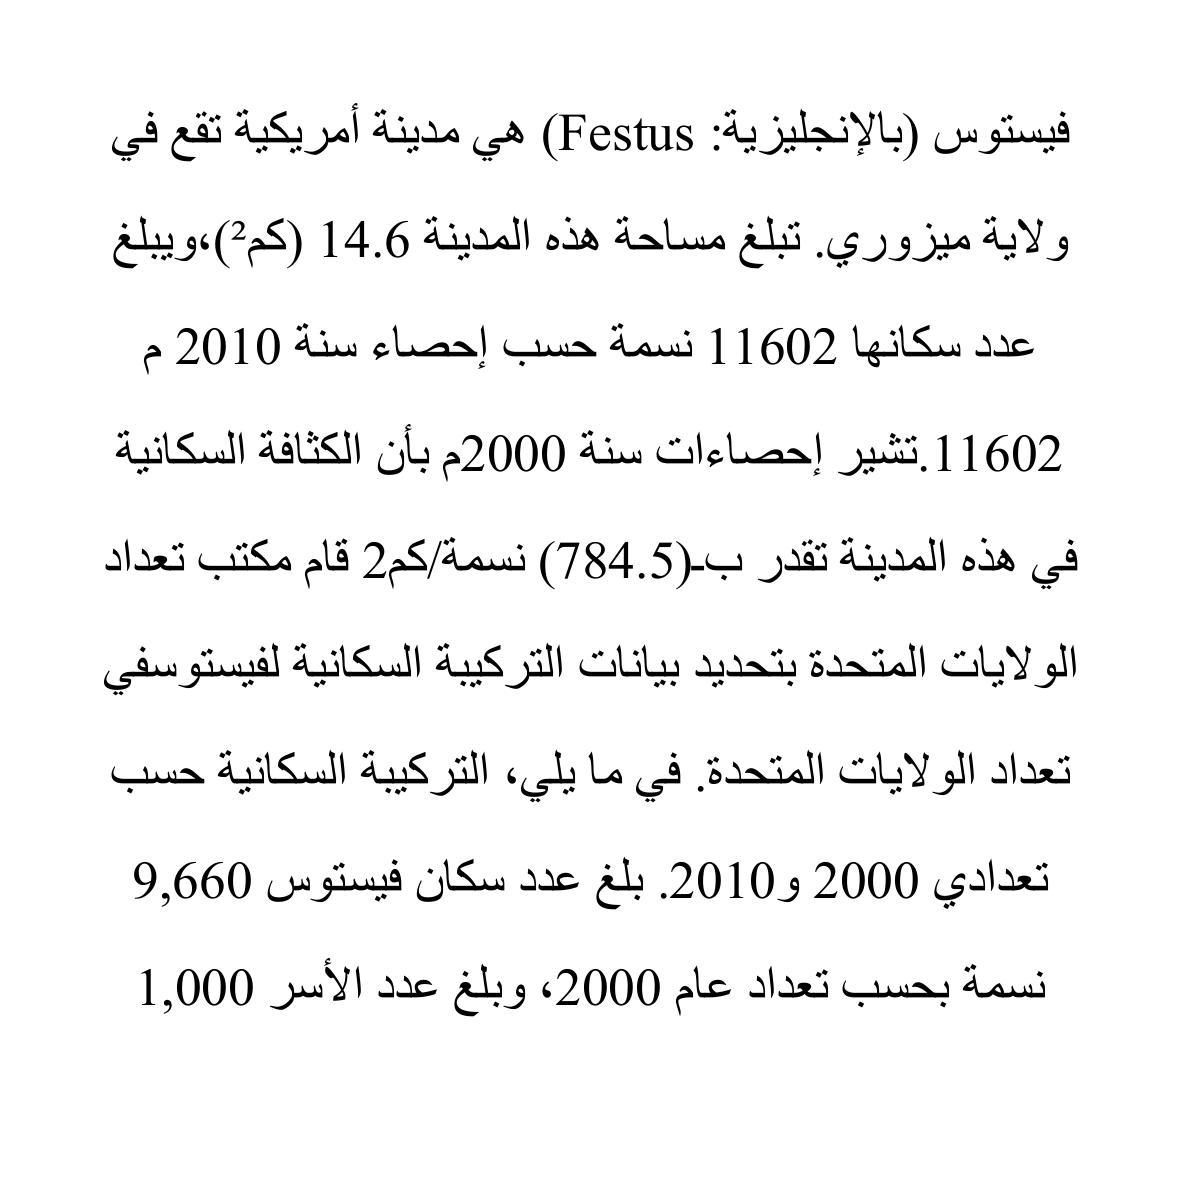 فيستوس (بالإنجليزية: Festus) هي مدينة أمريكية تقع في
ولاية ميزوري. تبلغ مساحة هذه المدينة 14.6 (كم²)،ويبلغ
عدد سكانها 11602 نسمة حسب إحصاء سنة 2010 م
11602.تشير إحصاءات سنة 2000م بأن الكثافة السكانية
في هذه المدينة تقدر بـ(784.5) نسمة/كم2 قام مكتب تعداد
الولايات المتحدة بتحديد بيانات التركيبة السكانية لفيستوسفي
تعداد الولايات المتحدة. في ما يلي، التركيبة السكانية حسب
تعدادي 2000 و2010. بلغ عدد سكان فيستوس 9,660
نسمة بحسب تعداد عام 2000، وبلغ عدد الأسر 1,000